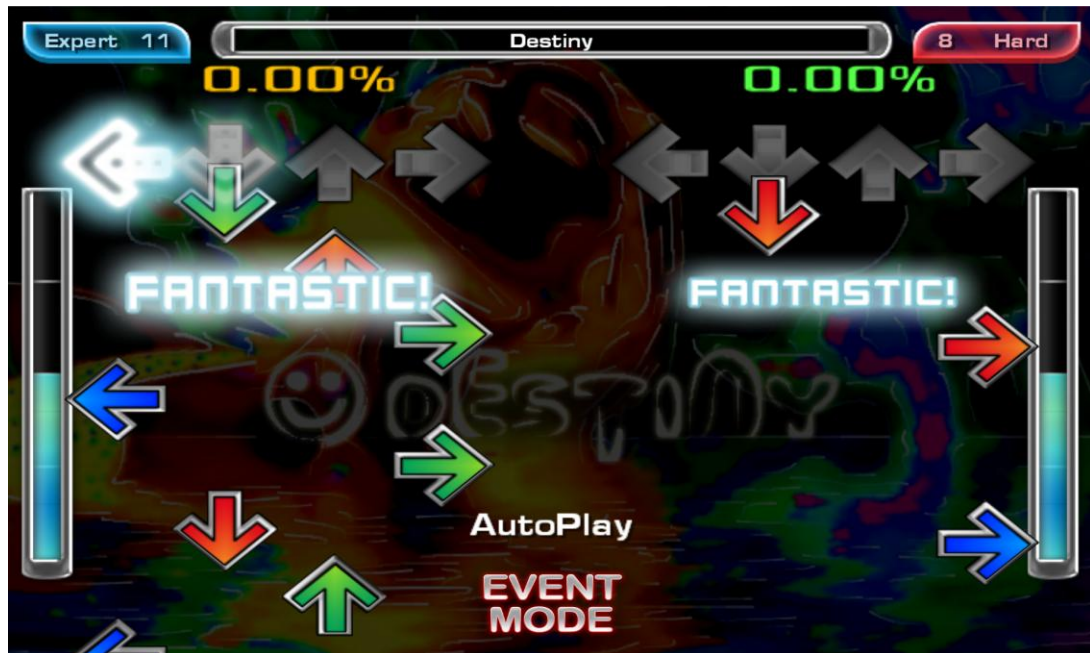 Expert 11
Destiny
8 Hard
0.00%
0.00%
FANTASTIC!
FANTASTIC!
DESTINY
AutoPlay
EVENT
MODE